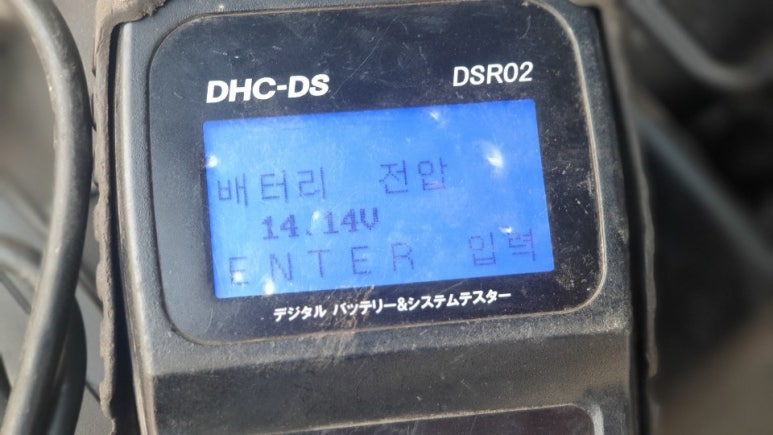 DHC-DS DSR02
배터리 전압
14.14V
ENTER 입력
デジタル バッテリー&システムテスター